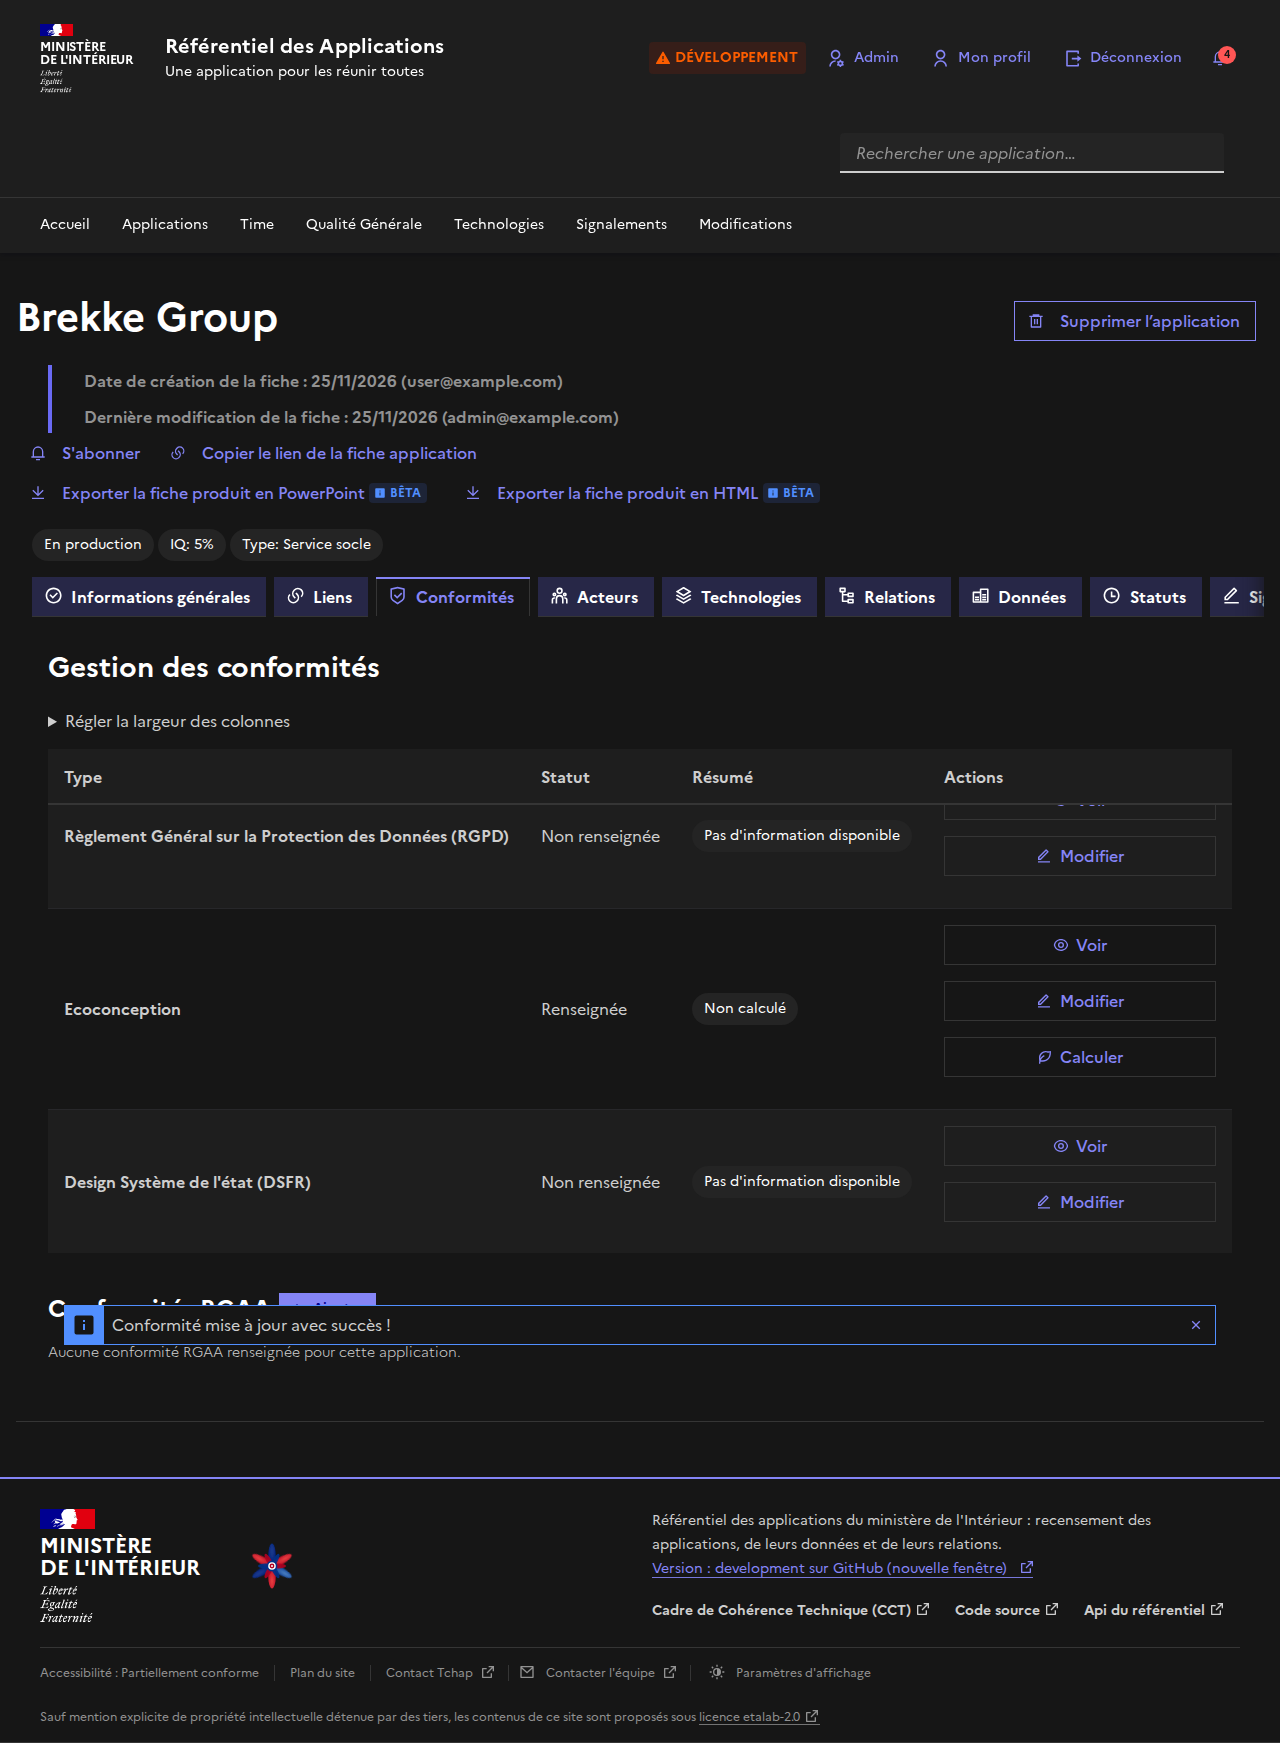 MINISTÈRE
DE L'INTÉRIEUR
Liberté
Égalité
Fraternité
Référentiel des Applications
Une application pour les réunir toutes
DÉVELOPPEMENT
Admin
Mon profil
Déconnexion
4
Rechercher une application…
Accueil
Applications
Time
Qualité Générale
Technologies
Signalements
Modifications
Brekke Group
Supprimer l’application
Date de création de la fiche : 25/11/2026 (user@example.com)
Dernière modification de la fiche : 25/11/2026 (admin@example.com)
S'abonner
Copier le lien de la fiche application
Exporter la fiche produit en PowerPoint BÊTA
Exporter la fiche produit en HTML BÊTA
En production
IQ: 5%
Type: Service socle
Informations générales
Liens
Conformités
Acteurs
Technologies
Relations
Données
Statuts
Gestion des conformités
Régler la largeur des colonnes
Type
Statut
Résumé
Actions
Règlement Général sur la Protection des Données (RGPD)
Non renseignée
Pas d'information disponible
Modifier
Ecoconception
Renseignée
Non calculé
Voir
Modifier
Calculer
Design Système de l'état (DSFR)
Non renseignée
Pas d'information disponible
Voir
Modifier
Conformité mise à jour avec succès !
Aucune conformité RGAA renseignée pour cette application.
MINISTÈRE
DE L'INTÉRIEUR
Liberté
Égalité
Fraternité
Référentiel des applications du ministère de l'Intérieur : recensement des
applications, de leurs données et de leurs relations.
Version : development sur GitHub (nouvelle fenêtre)
Cadre de Cohérence Technique (CCT)
Code source
Api du référentiel
Accessibilité : Partiellement conforme
Plan du site
Contact Tchap
Contacter l'équipe
Paramètres d'affichage
Sauf mention explicite de propriété intellectuelle détenue par des tiers, les contenus de ce site sont proposés sous licence etalab-2.0